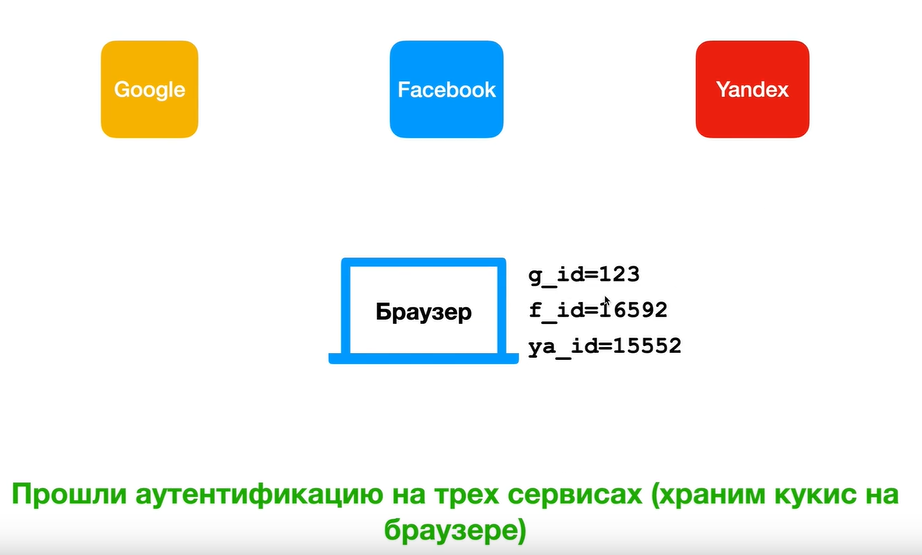 Google
Facebook
Yandex
Браузер
g_id=123
f_id=16592
ya_id=15552
Прошли аутентификацию на трех сервисах (храним кукис на
браузере)